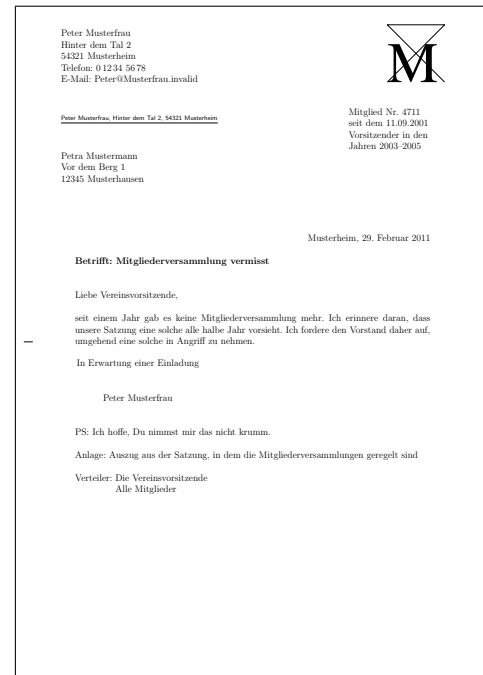 Peter Musterfrau
Hinter dem Tal 2
54321 Musterheim
Telefon: 0 12 34 56 78
E-Mail: Peter@Musterfrau.invalid
M
Peter Musterfrau, Hinter dem Tal 2, 54321 Musterheim
Mitglied Nr. 4711
seit dem 11.09.2001
Vorsitzender in den
Jahren 2003–2005
Petra Mustermann
Vor dem Berg 1
12345 Musterhausen
Musterheim, 29. Februar 2011
Betrifft: Mitgliederversammlung vermisst
Liebe Vereinsvorsitzende,
seit einem Jahr gab es keine Mitgliederversammlung mehr. Ich erinnere daran, dass
unsere Satzung eine solche alle halbe Jahr vorsieht. Ich fordere den Vorstand daher auf,
umgehend eine solche in Angriff zu nehmen.
In Erwartung einer Einladung
Peter Musterfrau
PS: Ich hoffe, Du nimmst mir das nicht krumm.
Anlage: Auszug aus der Satzung, in dem die Mitgliederversammlungen geregelt sind
Verteiler: Die Vereinsvorsitzende
Alle Mitglieder